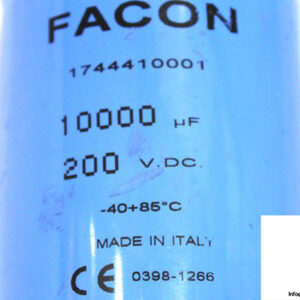 FACON
1744410001
10000 µF
200 V.DC.
-40+85°C
MADE IN ITALY
CE 0398-1266